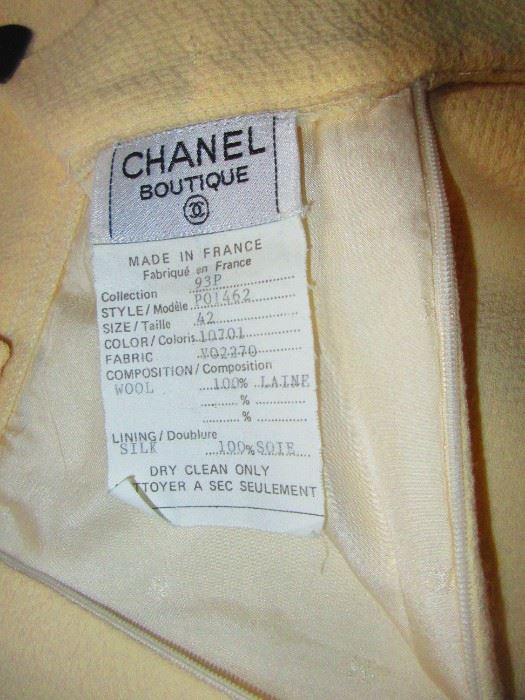 CHANEL
BOUTIQUE
MADE IN FRANCE
Fabriqué en France
Collection 93P
STYLE/Modèle P01462
SIZE/Taille 42
COLOR/Coloris 10701
FABRIC V02270
COMPOSITION/Composition
WOOL 100% LAINE
%
%
LINING/Doublure
SILK 100% SOIE
DRY CLEAN ONLY
TTOYER A SEC SEULEMENT